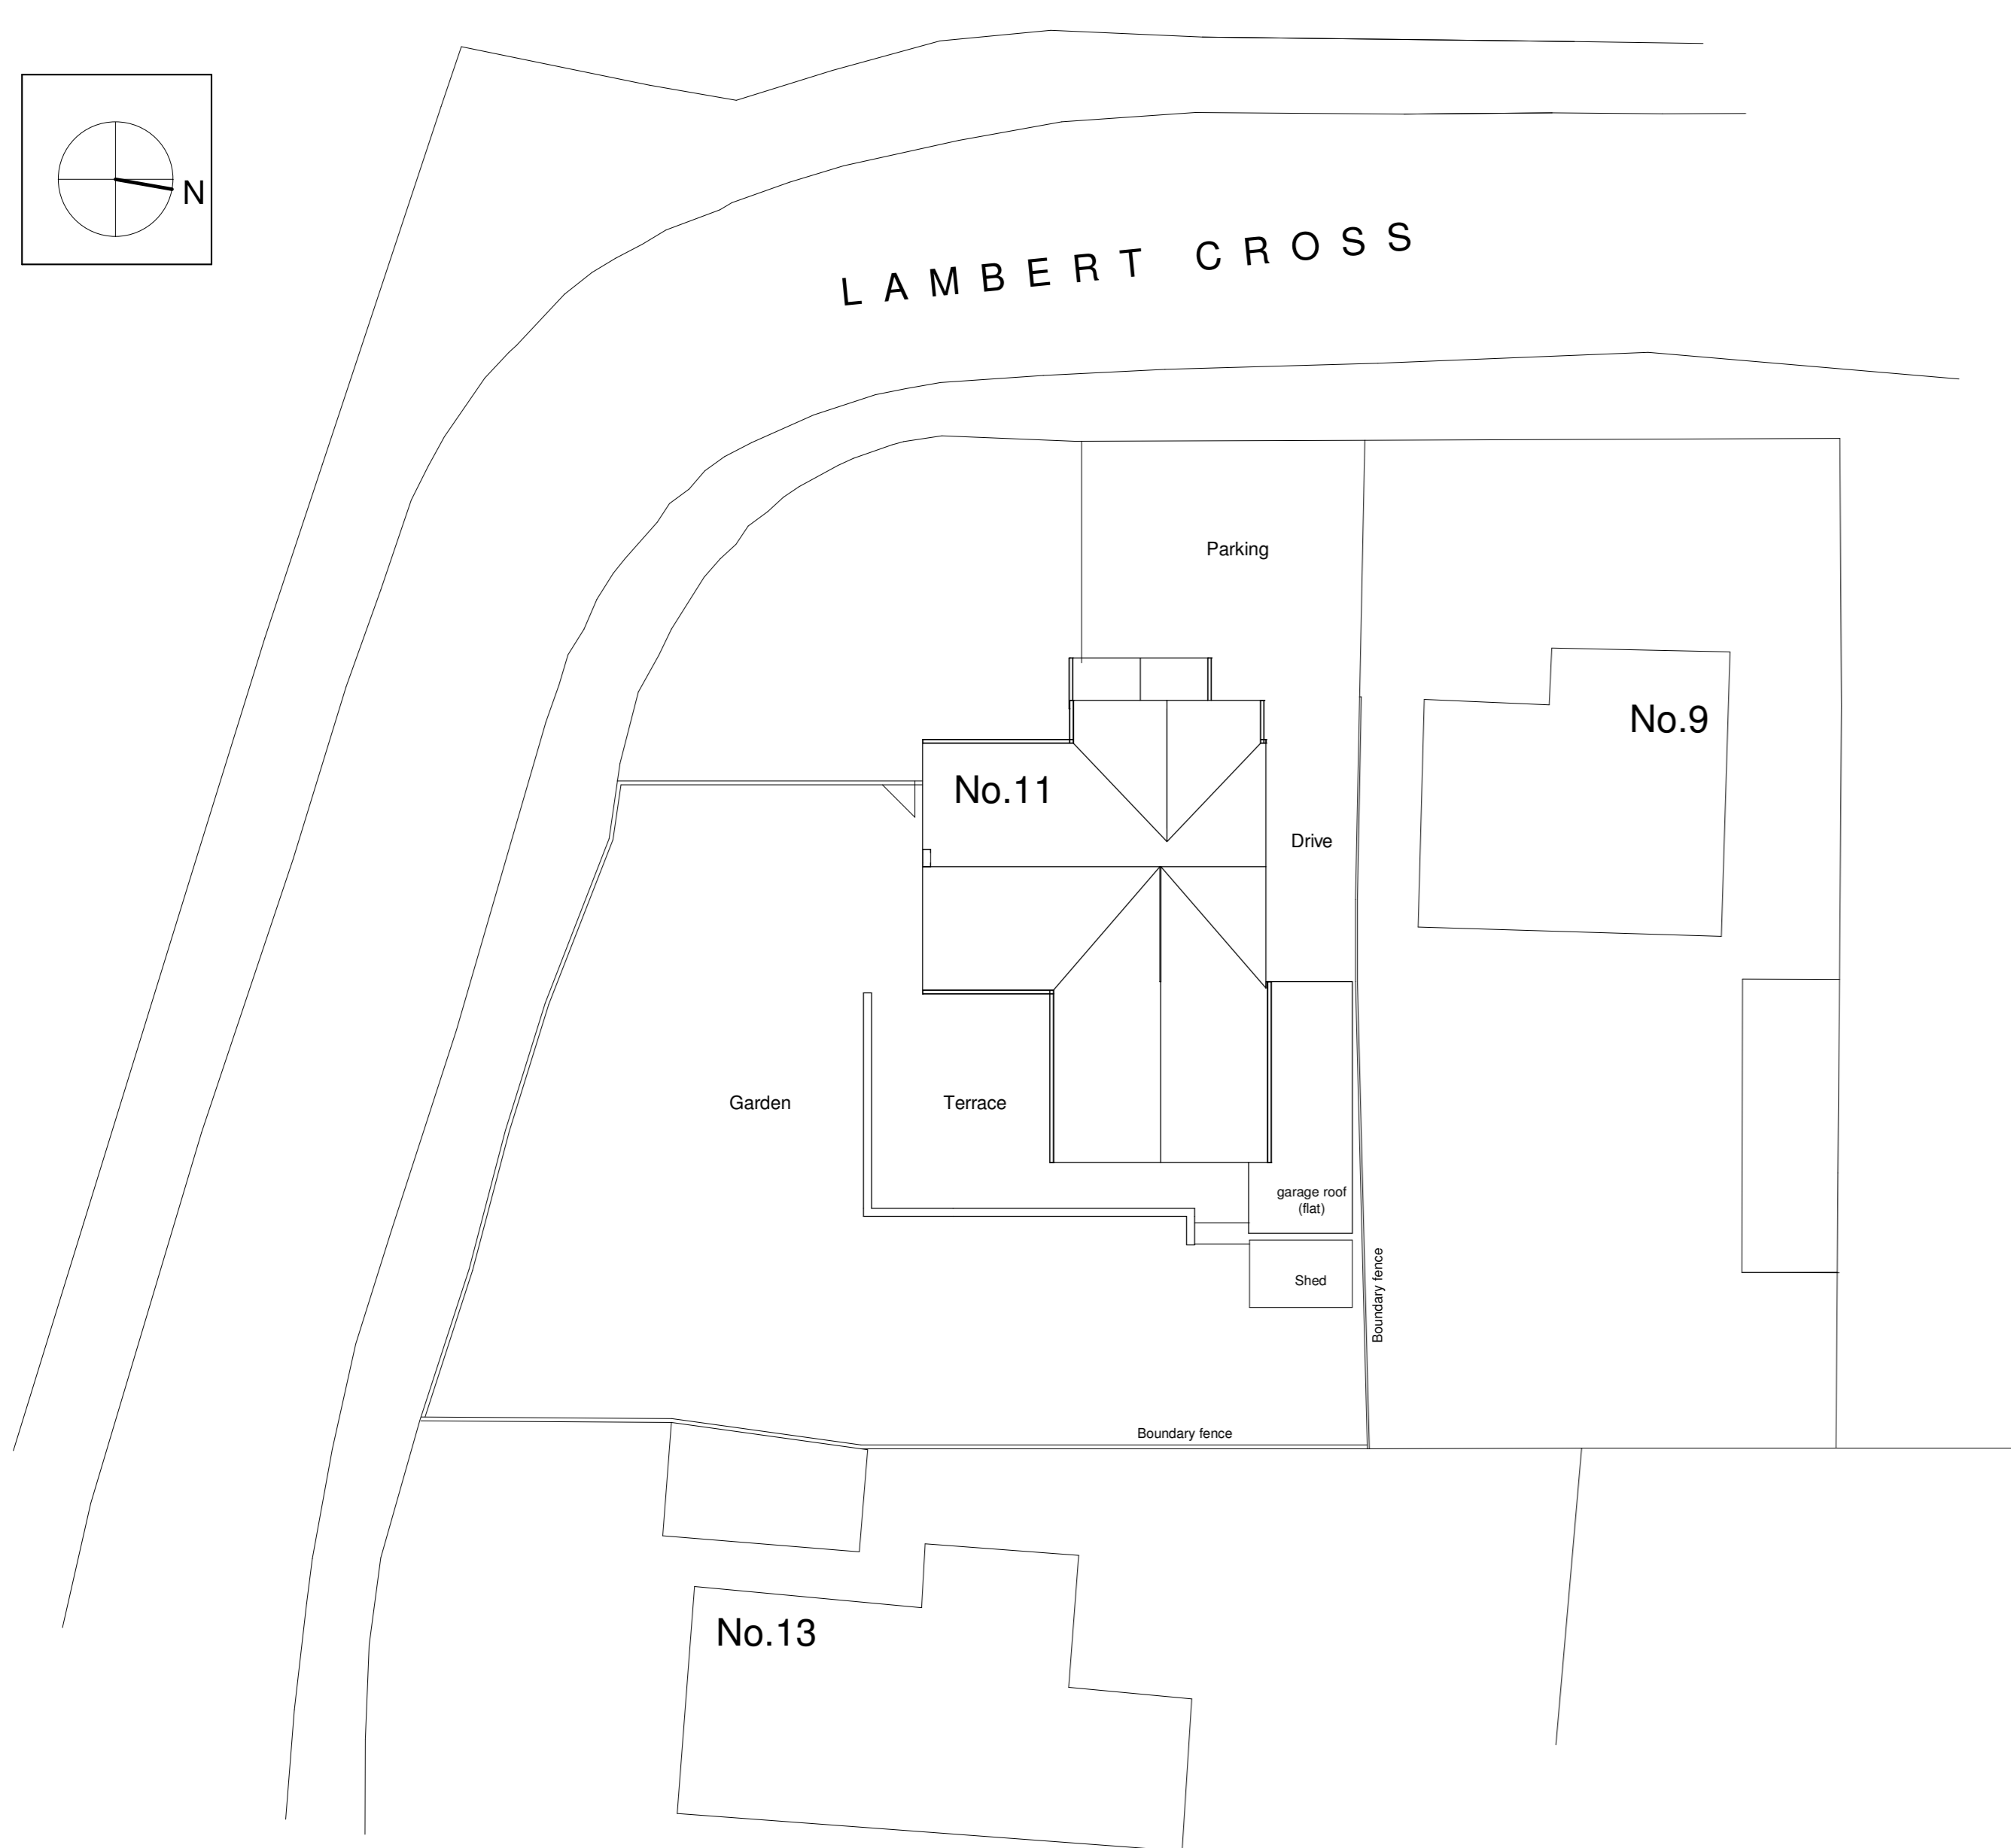 N
LAMBERT CROSS
Parking
No.9
No.11
Drive
Garden
Terrace
garage roof
(flat)
Shed
Boundary fence
Boundary fence
No.13